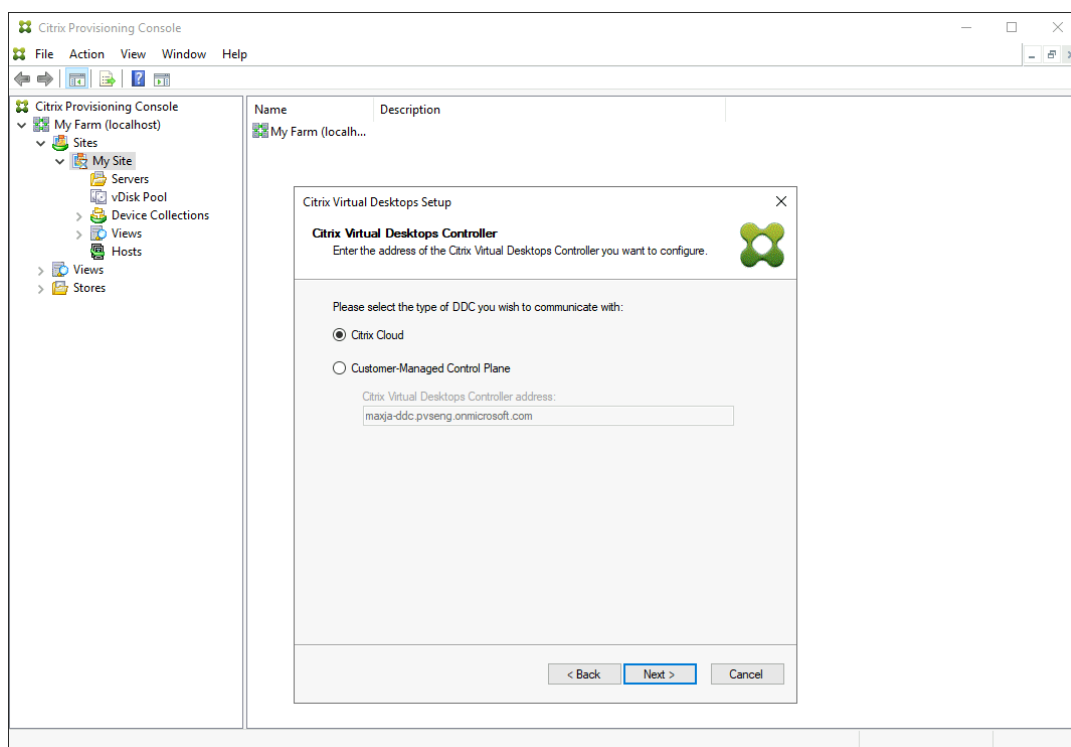 Citrix Provisioning Console
File Action View Window Help
Citrix Provisioning Console
My Farm (localhost)
Sites
My Site
Servers
vDisk Pool
Device Collections
Views
Hosts
Views
Stores
Name Description
My Farm (localh...
Citrix Virtual Desktops Setup
Citrix Virtual Desktops Controller
Enter the address of the Citrix Virtual Desktops Controller you want to configure.
Please select the type of DDC you wish to communicate with:
Citrix Cloud
Customer-Managed Control Plane
Citrix Virtual Desktops Controller address:
maxja-ddc.pvseng.onmicrosoft.com
< Back Next > Cancel